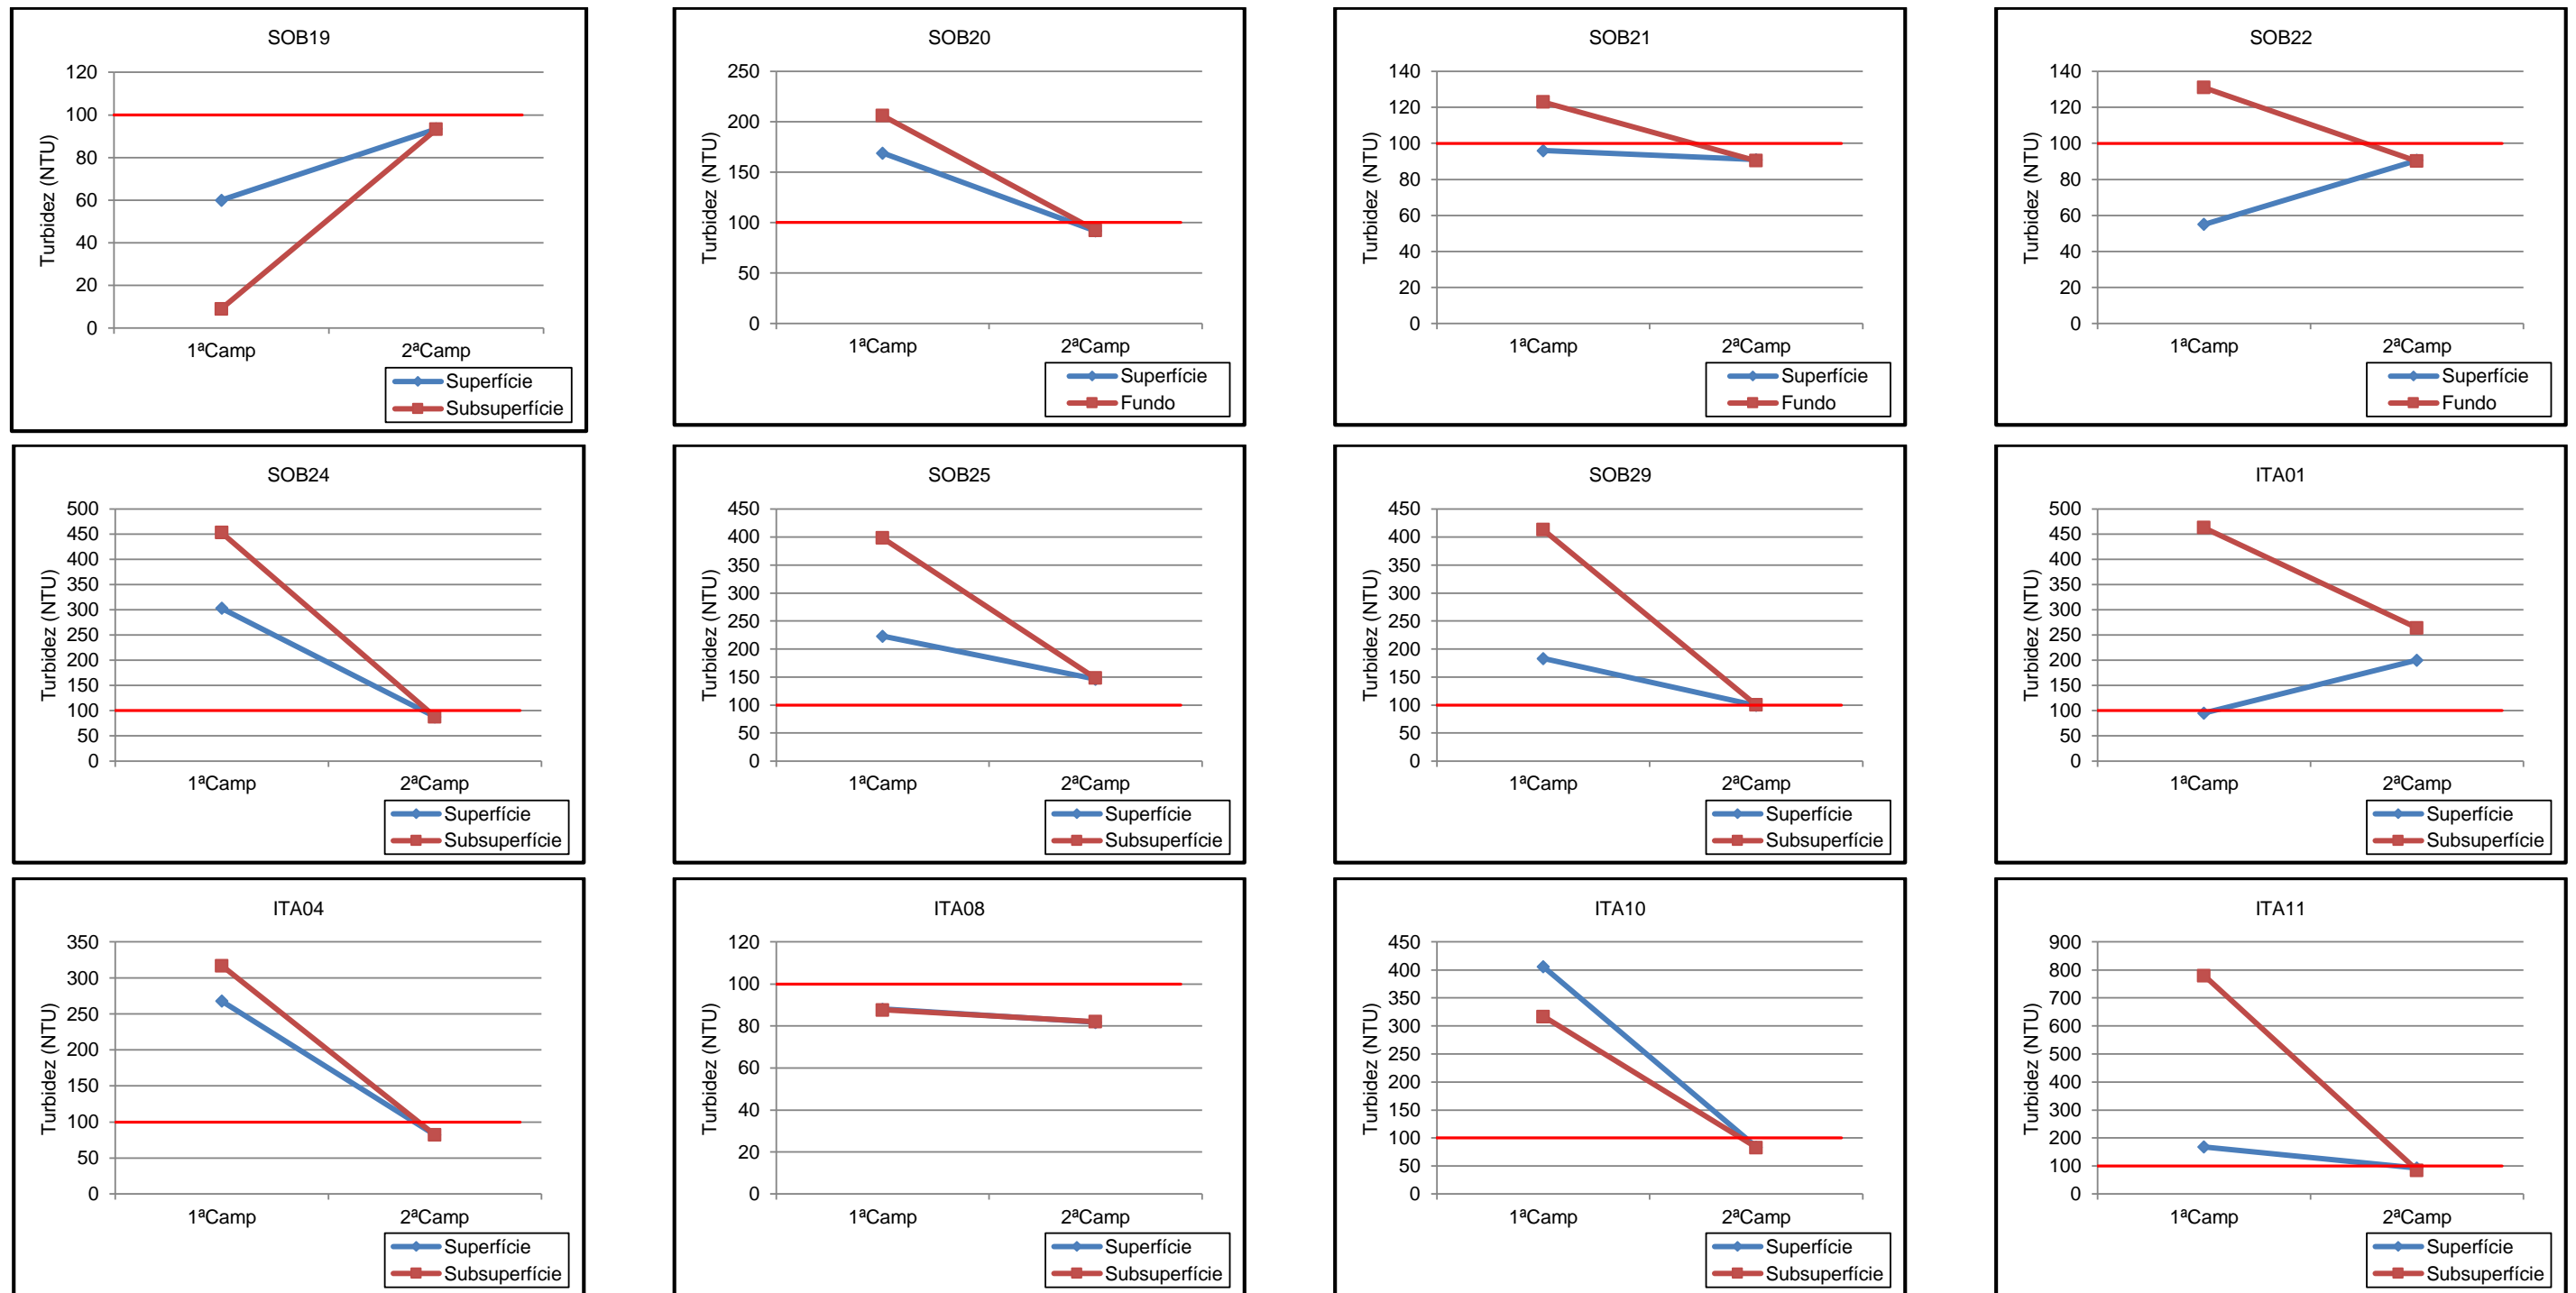 SOB19
120
100
80
60
40
20
0
Turbidez (NTU)
1ªCamp 2ªCamp
Superfície
Subsuperfície
SOB20
250
200
150
100
50
0
Turbidez (NTU)
1ªCamp 2ªCamp
Superfície
Fundo
SOB21
140
120
100
80
60
40
20
0
Turbidez (NTU)
1ªCamp 2ªCamp
Superfície
Fundo
SOB22
140
120
100
80
60
40
20
0
Turbidez (NTU)
1ªCamp 2ªCamp
Superfície
Fundo
SOB24
500
450
400
350
300
250
200
150
100
50
0
Turbidez (NTU)
1ªCamp 2ªCamp
Superfície
Subsuperfície
SOB25
450
400
350
300
250
200
150
100
50
0
Turbidez (NTU)
1ªCamp 2ªCamp
Superfície
Subsuperfície
SOB29
450
400
350
300
250
200
150
100
50
0
Turbidez (NTU)
1ªCamp 2ªCamp
Superfície
Subsuperfície
ITA01
500
450
400
350
300
250
200
150
100
50
0
Turbidez (NTU)
1ªCamp 2ªCamp
Superfície
Subsuperfície
ITA04
350
300
250
200
150
100
50
0
Turbidez (NTU)
1ªCamp 2ªCamp
Superfície
Subsuperfície
ITA08
120
100
80
60
40
20
0
Turbidez (NTU)
1ªCamp 2ªCamp
Superfície
Subsuperfície
ITA10
450
400
350
300
250
200
150
100
50
0
Turbidez (NTU)
1ªCamp 2ªCamp
Superfície
Subsuperfície
ITA11
900
800
700
600
500
400
300
200
100
0
Turbidez (NTU)
1ªCamp 2ªCamp
Superfície
Subsuperfície